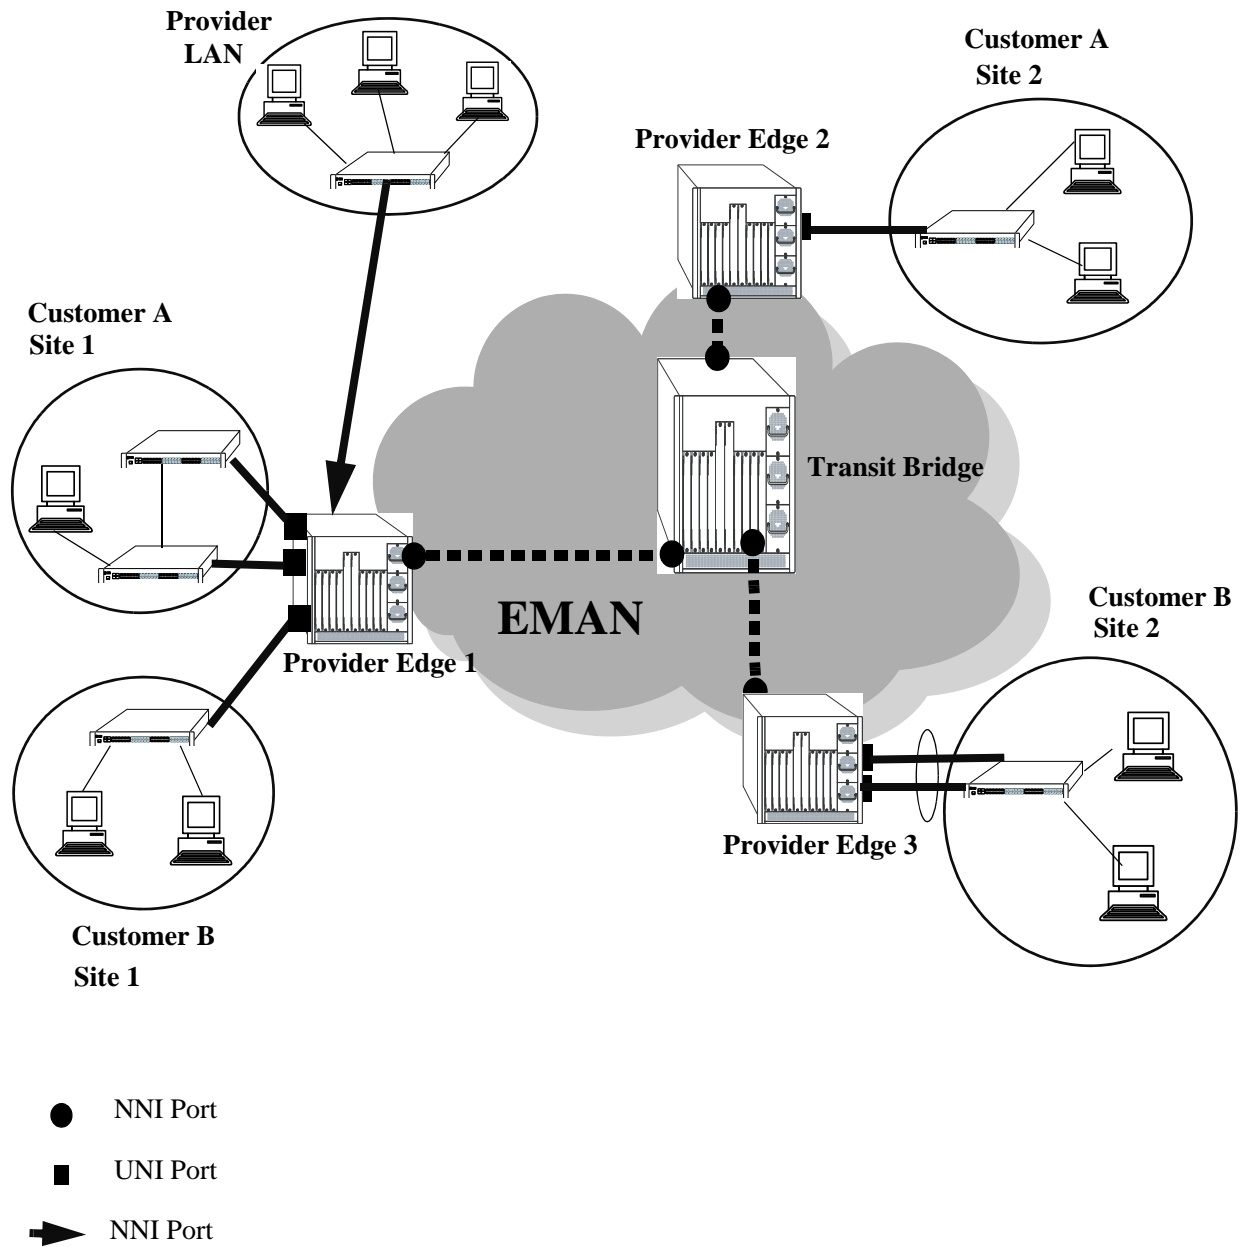 Provider
LAN
Customer A
Site 2
Provider Edge 2
Customer A
Site 1
Transit Bridge
EMAN
Customer B
Site 2
Provider Edge 1
Provider Edge 3
Customer B
Site 1
NNI Port
UNI Port
NNI Port